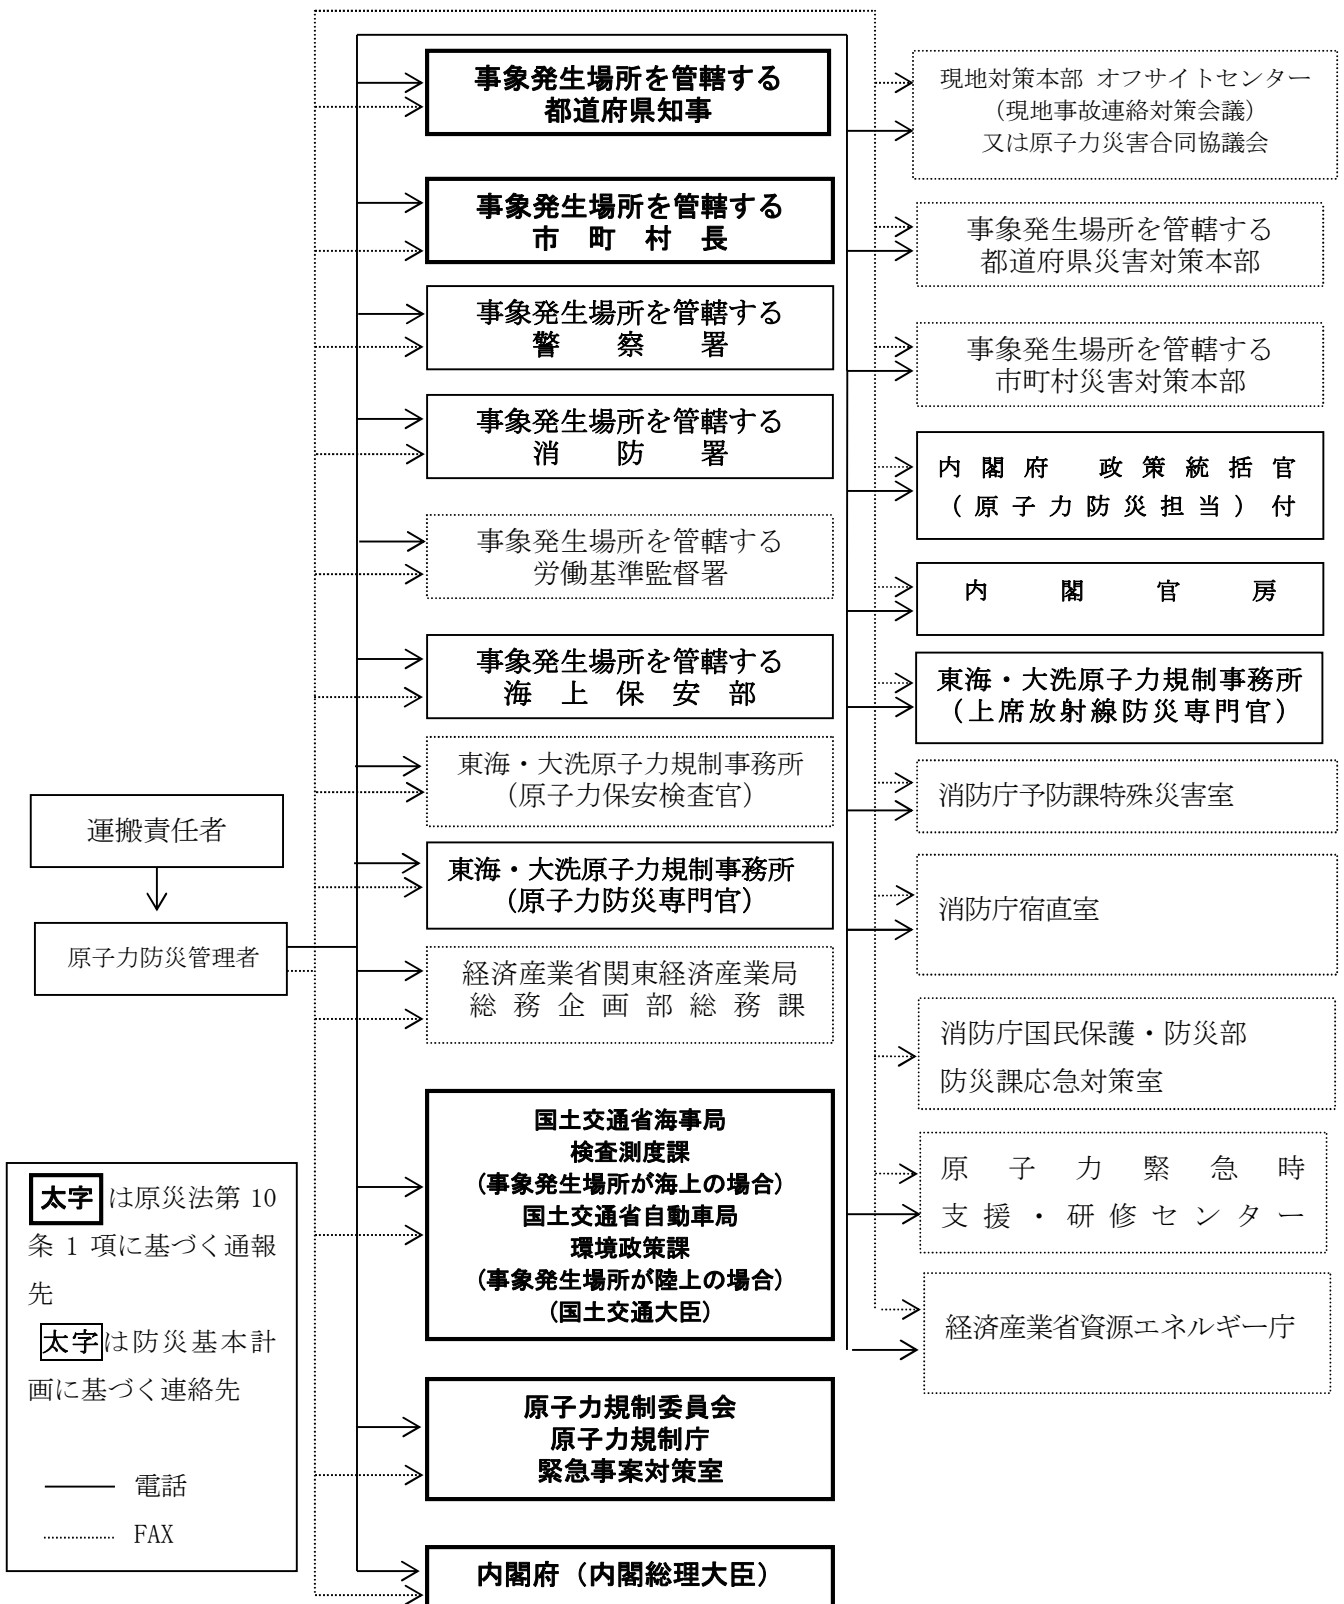 事象発生場所を管轄する
都道府県知事
事象発生場所を管轄する
市 町 村 長
事象発生場所を管轄する
警 察 署
事象発生場所を管轄する
消 防 署
事象発生場所を管轄する
労働基準監督署
事象発生場所を管轄する
海 上 保 安 部
東海・大洗原子力規制事務所
(原子力保安検査官)
東海・大洗原子力規制事務所
(原子力防災専門官)
経済産業省関東経済産業局
総 務 企 画 部 総 務 課
国土交通省海事局
検査測度課
(事象発生場所が海上の場合)
国土交通省自動車局
環境政策課
(事象発生場所が陸上の場合)
(国土交通大臣)
原子力規制委員会
原子力規制庁
緊急事案対策室
内閣府(内閣総理大臣)
現地対策本部 オフサイトセンター
(現地事故連絡対策会議)
又は原子力災害合同協議会
事象発生場所を管轄する
都道府県災害対策本部
事象発生場所を管轄する
市町村災害対策本部
内 閣 府 政 策 統 括 官
(原 子 力 防 災 担 当) 付
内 閣 官 房
東海・大洗原子力規制事務所
(上席放射線防災専門官)
消防庁予防課特殊災害室
消防庁宿直室
消防庁国民保護・防災部
防災課応急対策室
原 子 力 緊 急 時
支 援 ・ 研 修 セ ン タ ー
経済産業省資源エネルギー庁
運搬責任者
原子力防災管理者
太字 は原災法第 10
条 1 項に基づく通報
先
太字は防災基本計
画に基づく連絡先
電話
FAX